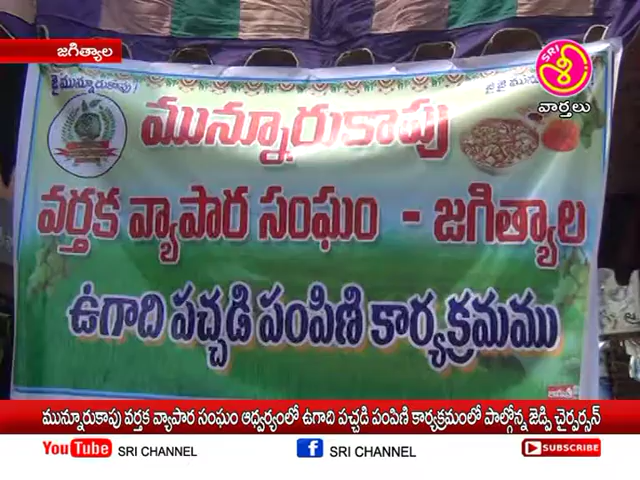 జగిత్యాల
SRI
శ్రీ
వార్తలు
జై మున్నూరుకాపు!
మున్నూరుకాపు
వర్తక వ్యాపార సంఘం - జగిత్యాల
ఉగాది పచ్చడి పంపిణి కార్యక్రమము
మున్నూరుకాపు వర్తక వ్యాపార సంఘం ఆధ్వర్యంలో ఉగాది పచ్చడి పంపిణి కార్యక్రమంలో పాల్గోన్న జెడ్పి చైర్పర్సన్
YouTube SRI CHANNEL f SRI CHANNEL SUBSCRIBE